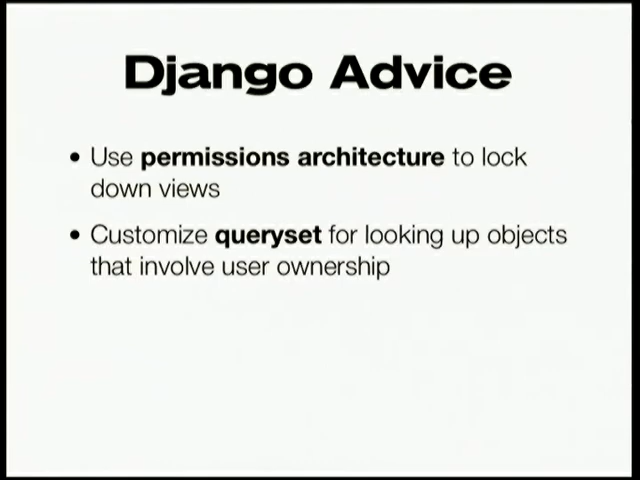 Django Advice
• Use permissions architecture to lock
down views
• Customize queryset for looking up objects
that involve user ownership